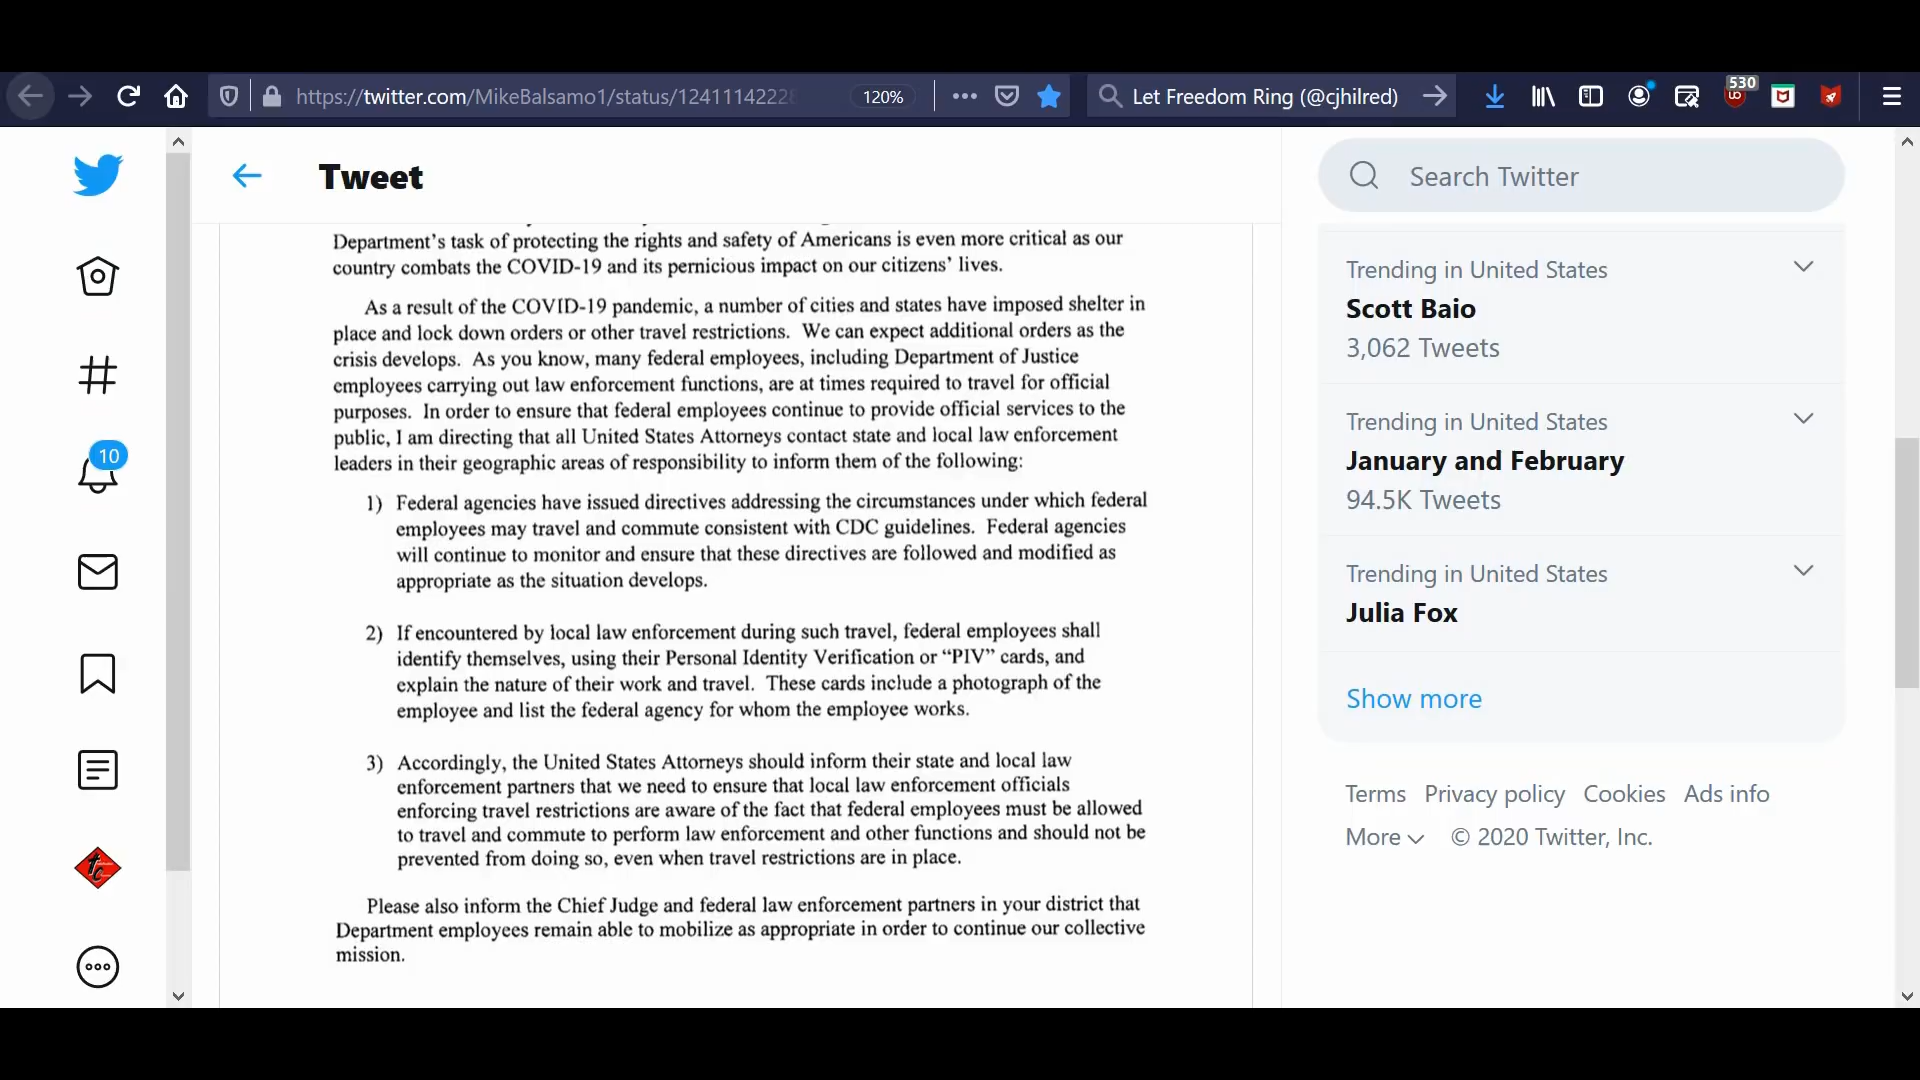 https://twitter.com/MikeBalsamo1/status/1241114222
120%
Let Freedom Ring (@cjhilred)
530
Tweet
Search Twitter
10
Department's task of protecting the rights and safety of Americans is even more critical as our
country combats the COVID-19 and its pernicious impact on our citizens' lives.
As a result of the COVID-19 pandemic, a number of cities and states have imposed shelter in
place and lock down orders or other travel restrictions. We can expect additional orders as the
crisis develops. As you know, many federal employees, including Department of Justice
employees carrying out law enforcement functions, are at times required to travel for official
purposes. In order to ensure that federal employees continue to provide official services to the
public, I am directing that all United States Attorneys contact state and local law enforcement
leaders in their geographic areas of responsibility to inform them of the following:
1) Federal agencies have issued directives addressing the circumstances under which federal
employees may travel and commute consistent with CDC guidelines. Federal agencies
will continue to monitor and ensure that these directives are followed and modified as
appropriate as the situation develops.
2) If encountered by local law enforcement during such travel, federal employees shall
identify themselves, using their Personal Identity Verification or “PIV” cards, and
explain the nature of their work and travel. These cards include a photograph of the
employee and list the federal agency for whom the employee works.
3) Accordingly, the United States Attorneys should inform their state and local law
enforcement partners that we need to ensure that local law enforcement officials
enforcing travel restrictions are aware of the fact that federal employees must be allowed
to travel and commute to perform law enforcement and other functions and should not be
prevented from doing so, even when travel restrictions are in place.
Please also inform the Chief Judge and federal law enforcement partners in your district that
Department employees remain able to mobilize as appropriate in order to continue our collective
mission.
Trending in United States
Scott Baio
3,062 Tweets
Trending in United States
January and February
94.5K Tweets
Trending in United States
Julia Fox
Show more
Terms Privacy policy Cookies Ads info
More © 2020 Twitter, Inc.